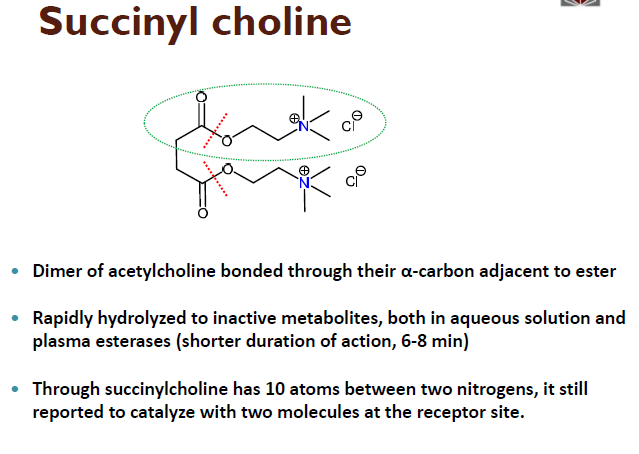 Succinyl choline
O
O
⊕
N
Cl
⊖
O
⊕
N
Cl
⊖
O
• Dimer of acetylcholine bonded through their α-carbon adjacent to ester
• Rapidly hydrolyzed to inactive metabolites, both in aqueous solution and
plasma esterases (shorter duration of action, 6-8 min)
• Through succinylcholine has 10 atoms between two nitrogens, it still
reported to catalyze with two molecules at the receptor site.